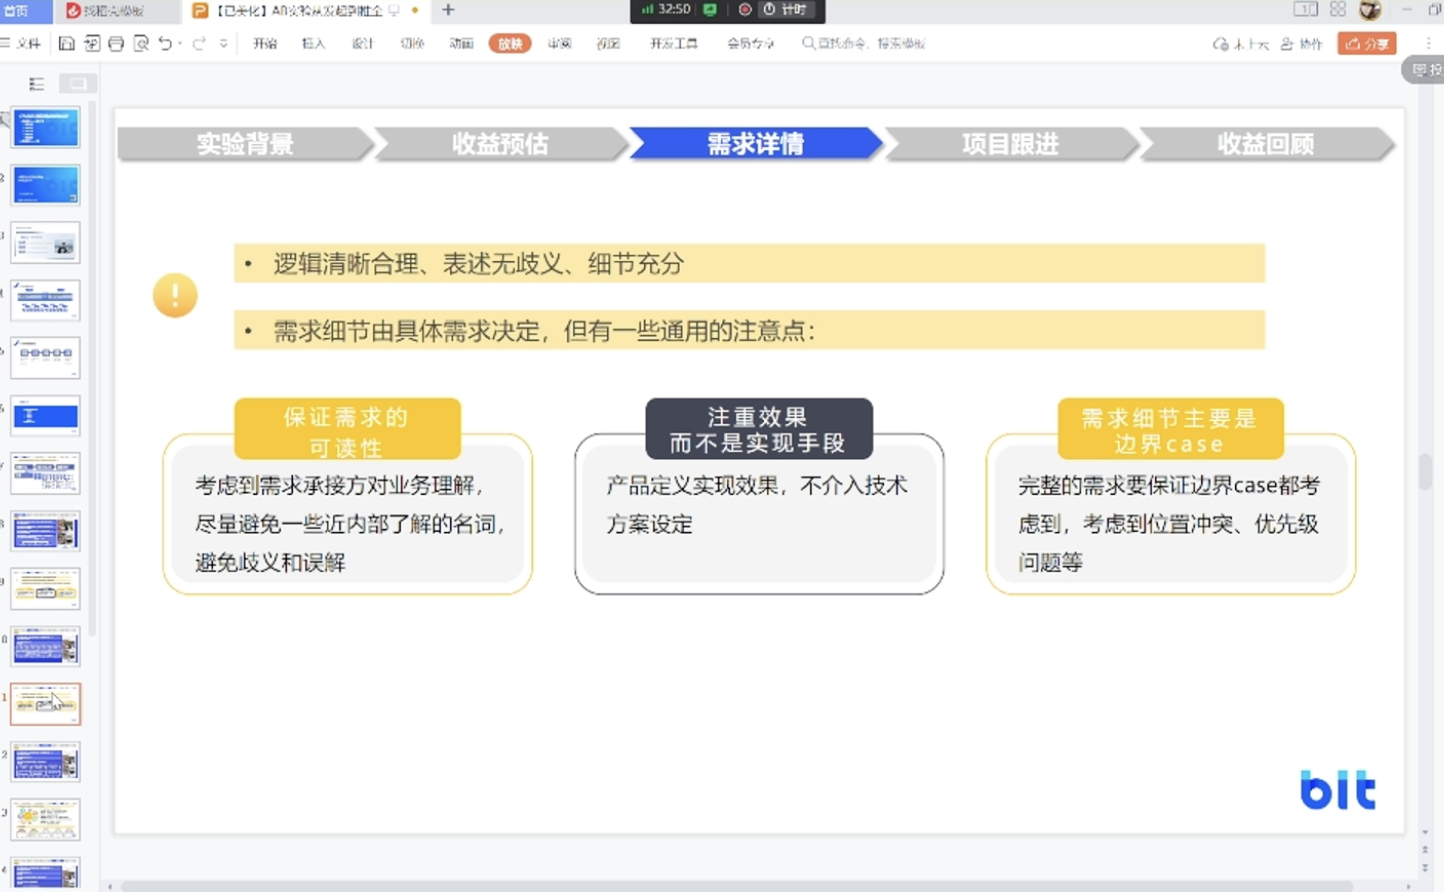 首页
找稻壳模板
【已美化】AB实验从发起到推全
32:50
计时
文件
开始
插入
设计
切换
动画
放映
审阅
视图
开发工具
会员专享
查找命令、搜索模板
未上云
协作
分享
投
实验背景
收益预估
需求详情
项目跟进
收益回顾
• 逻辑清晰合理、表述无歧义、细节充分
• 需求细节由具体需求决定，但有一些通用的注意点：
保证需求的
可读性
考虑到需求承接方对业务理解，
尽量避免一些近内部了解的名词，
避免歧义和误解
注重效果
而不是实现手段
产品定义实现效果，不介入技术
方案设定
需求细节主要是
边界case
完整的需求要保证边界case都考
虑到，考虑到位置冲突、优先级
问题等
bit